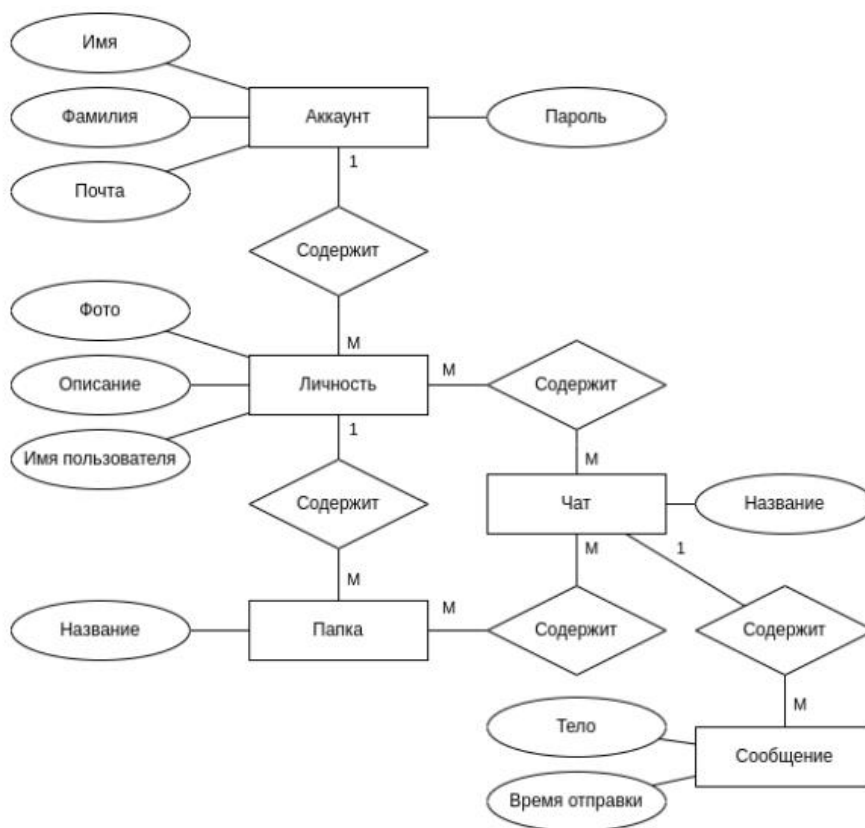 Имя
Фамилия
Аккаунт
Пароль
Почта
1
Содержит
Фото
M
M
Описание
Личность
Содержит
Имя пользователя
1
M
Содержит
Чат
Название
M
1
M
M
Название
Папка
Содержит
Содержит
M
Тело
Сообщение
Время отправки